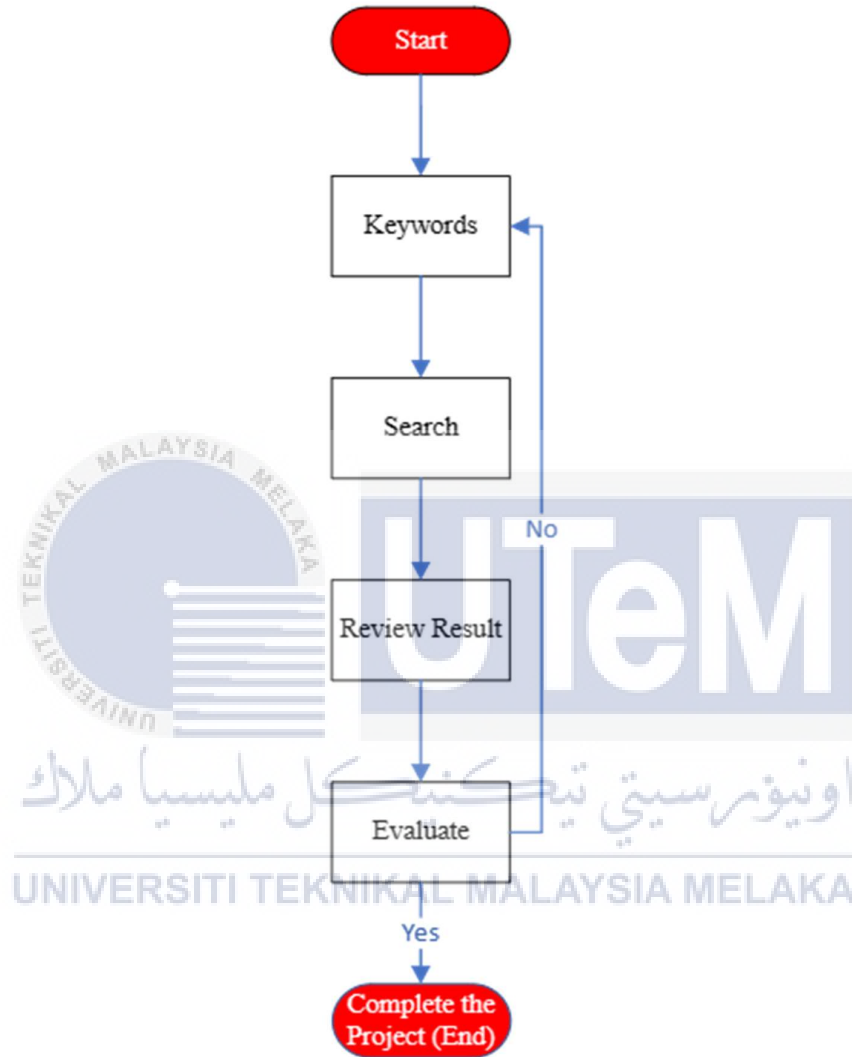 Start
Keywords
Search
No
UNIVERSITI TEKNIKAL MALAYSIA MELAKA
UTeM
Review Result
اونيۏرسيتي تيكنيكل مليسيا ملاك
Evaluate
UNIVERSITI TEKNIKAL MALAYSIA MELAKA
Yes
Complete the
Project (End)